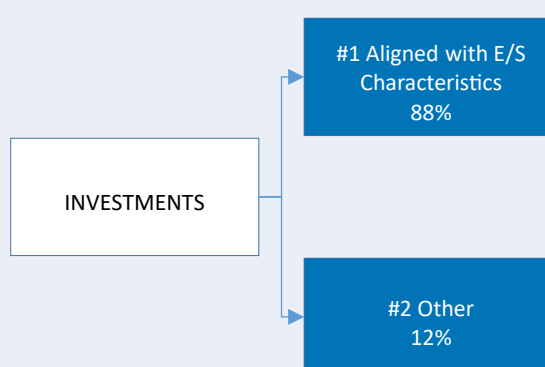 #1 Aligned with E/S
Characteristics
88%
INVESTMENTS
#2 Other
12%